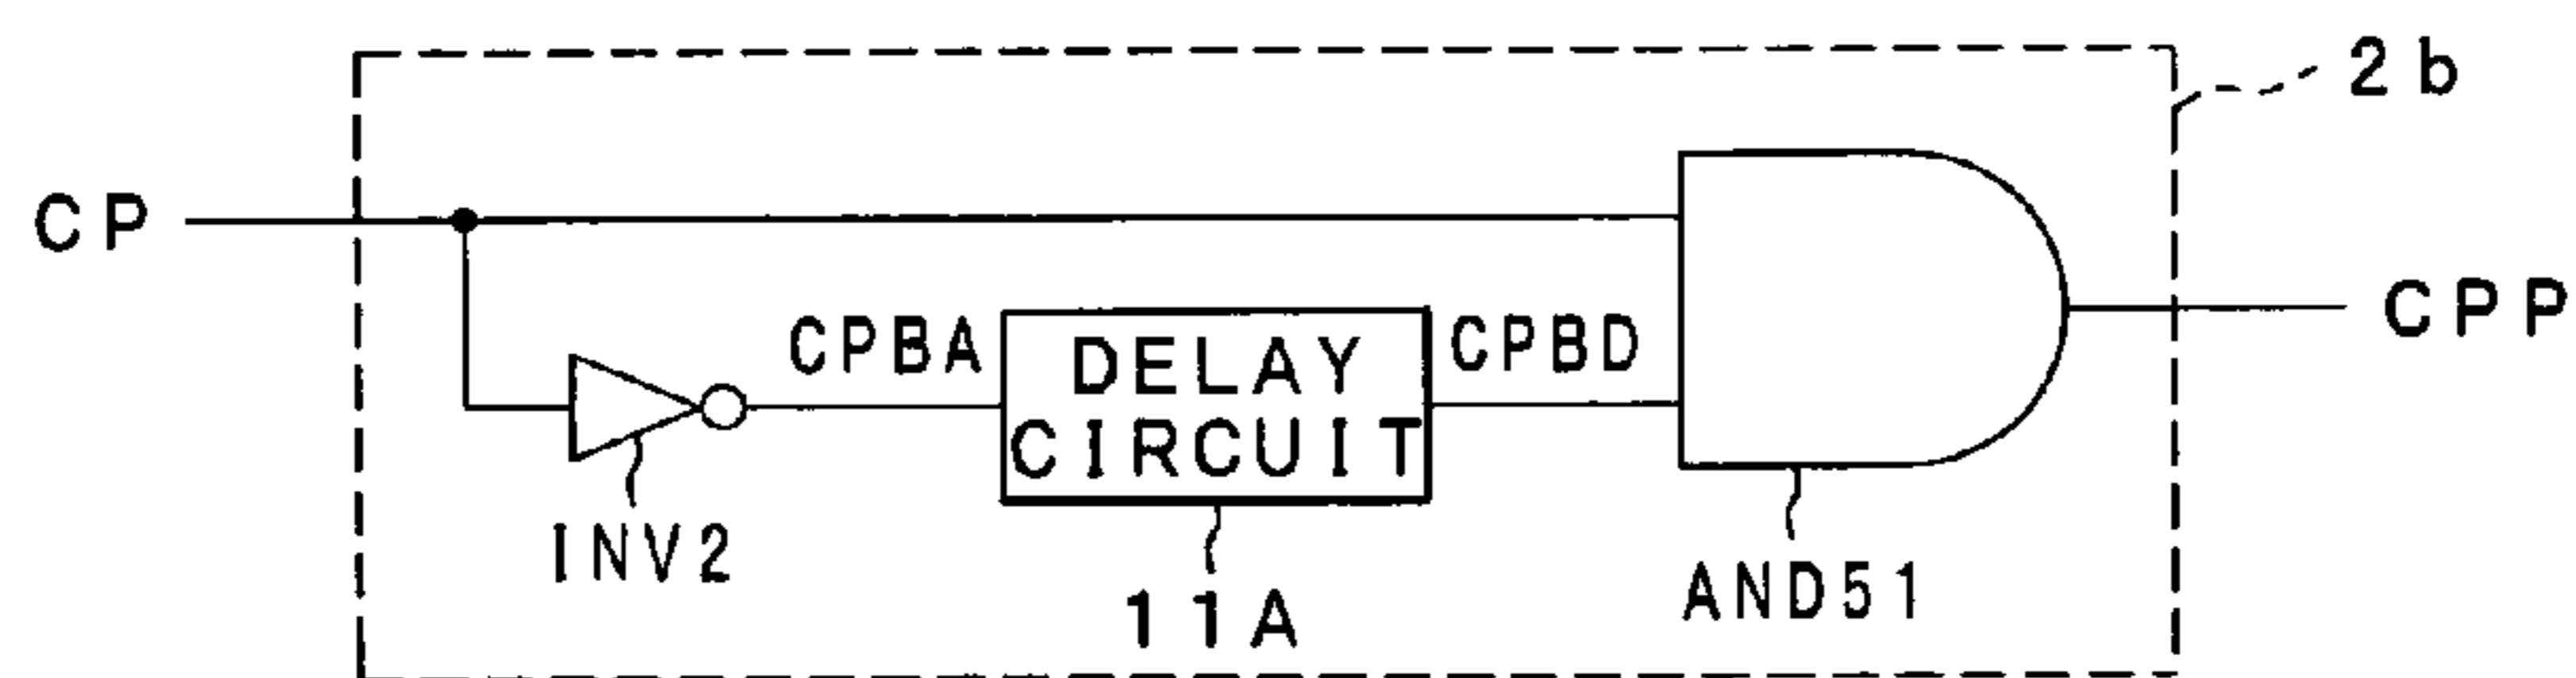 2b
CP
CPBA
DELAY
CIRCUIT
CPBD
CPP
INV2
11A
AND51